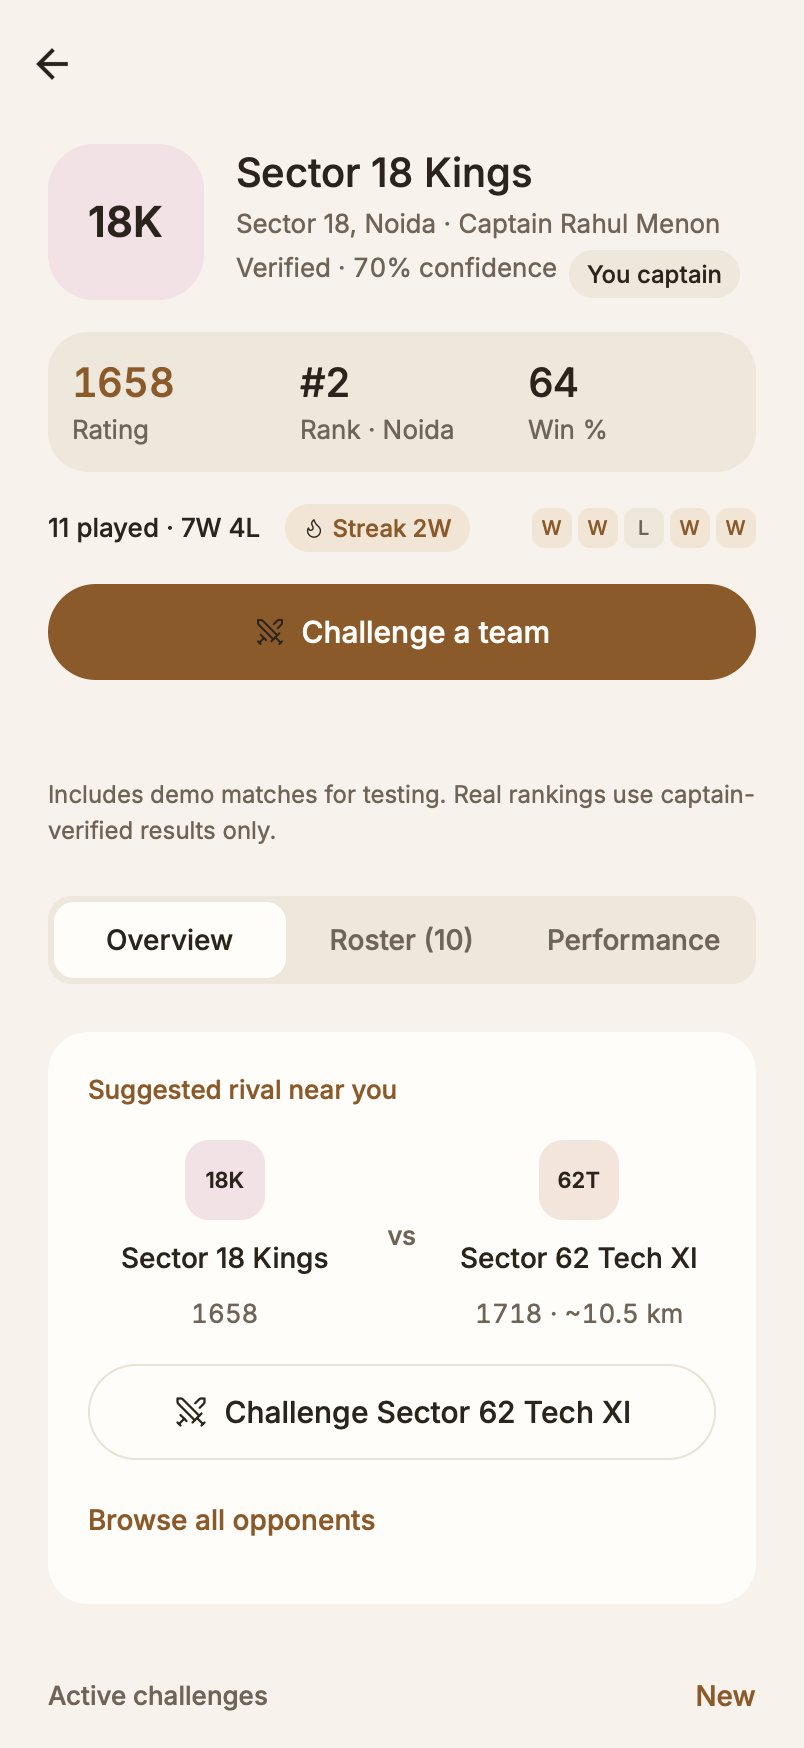 18K
Sector 18 Kings
Sector 18, Noida · Captain Rahul Menon
Verified · 70% confidence
You captain
1658
Rating
#2
Rank · Noida
64
Win %
11 played · 7W 4L
Streak 2W
W W L W W
Challenge a team
Includes demo matches for testing. Real rankings use captain-
verified results only.
Overview
Roster (10)
Performance
Suggested rival near you
18K
Sector 18 Kings
1658
vs
62T
Sector 62 Tech XI
1718 · ~10.5 km
Challenge Sector 62 Tech XI
Browse all opponents
Active challenges
New